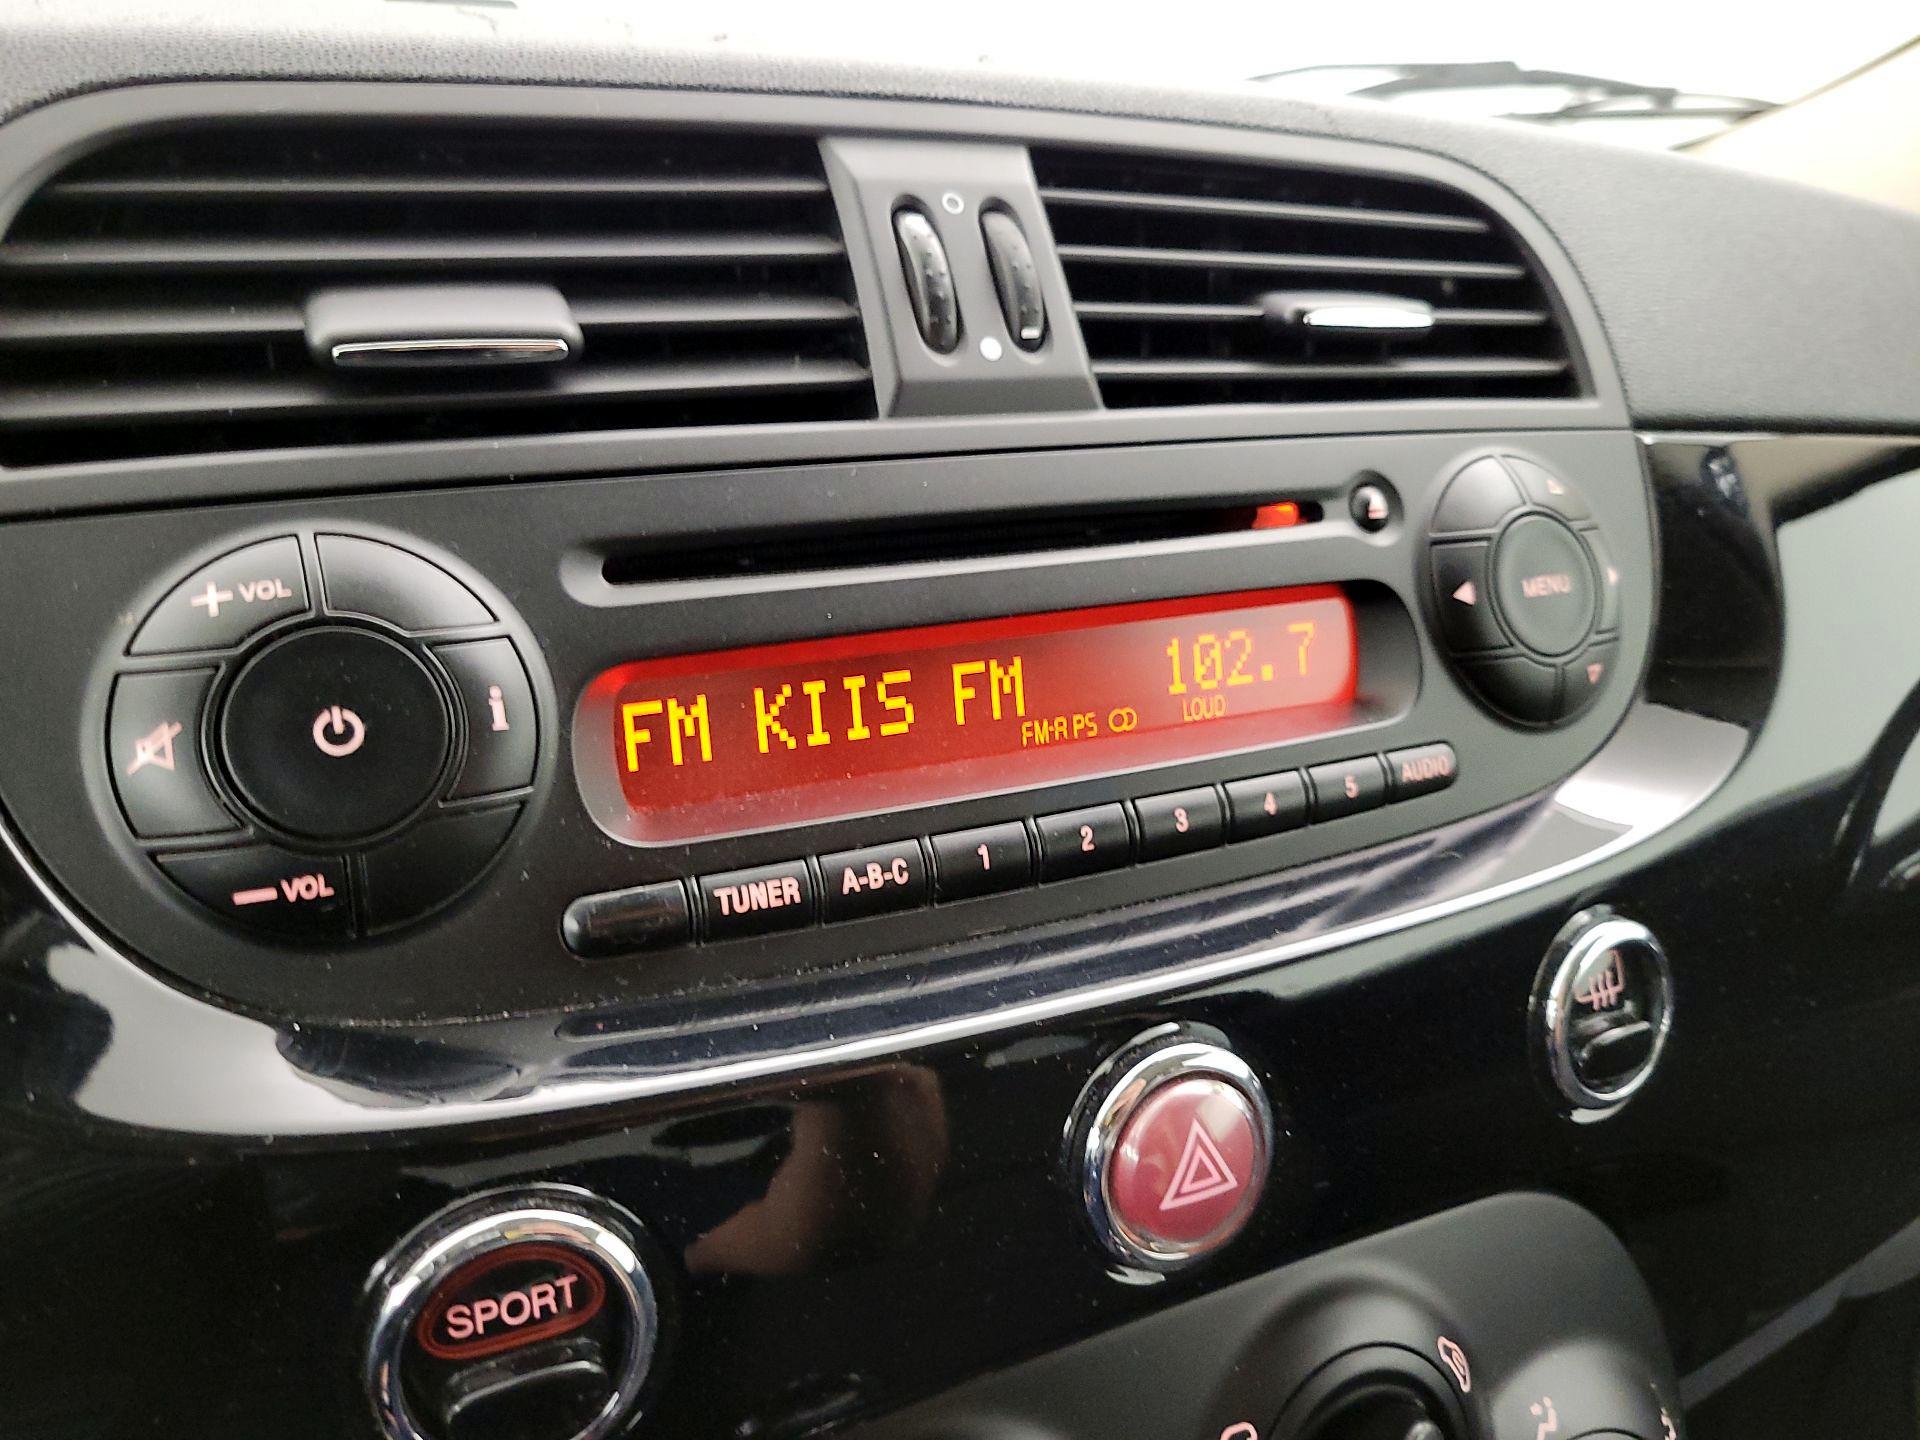 + VOL
i
MENU
FM KIIS FM 102.7
FM-A PS LOUD
- VOL
TUNER A-B-C 1 2 3 4 5 AUDIO
SPORT